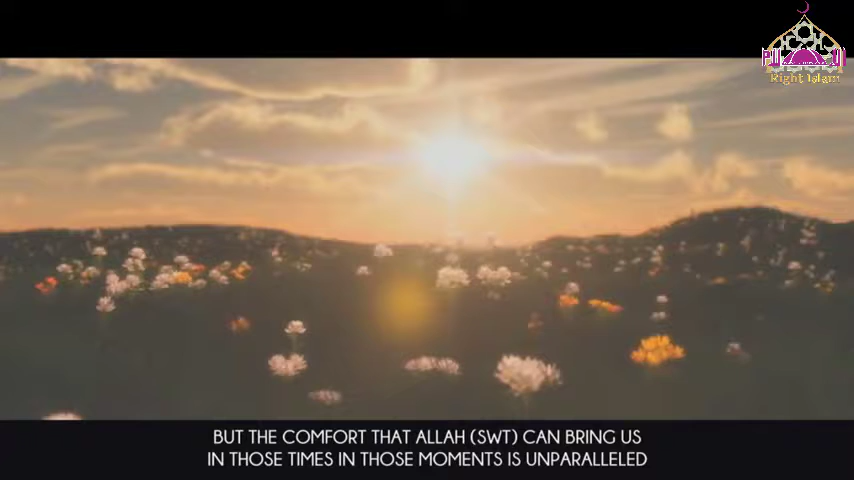 Right Islam
BUT THE COMFORT THAT ALLAH (SWT) CAN BRING US
IN THOSE TIMES IN THOSE MOMENTS IS UNPARALLELED